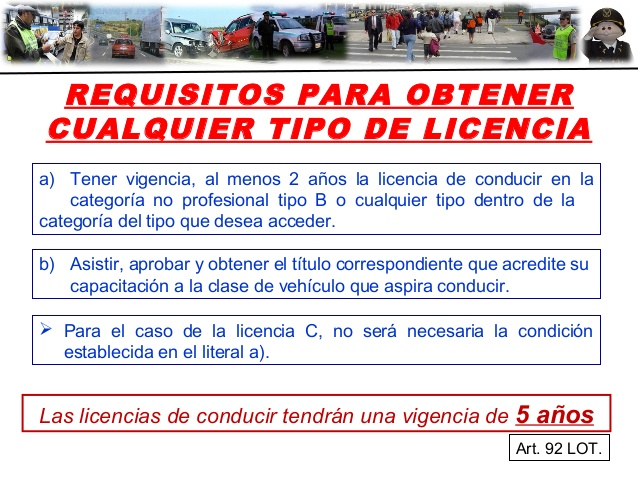 REQUISITOS PARA OBTENER
CUALQUIER TIPO DE LICENCIA
a) Tener vigencia, al menos 2 años la licencia de conducir en la
categoría no profesional tipo B o cualquier tipo dentro de la
categoría del tipo que desea acceder.
b) Asistir, aprobar y obtener el título correspondiente que acredite su
capacitación a la clase de vehículo que aspira conducir.
➢ Para el caso de la licencia C, no será necesaria la condición
establecida en el literal a).
Las licencias de conducir tendrán una vigencia de 5 años
Art. 92 LOT.